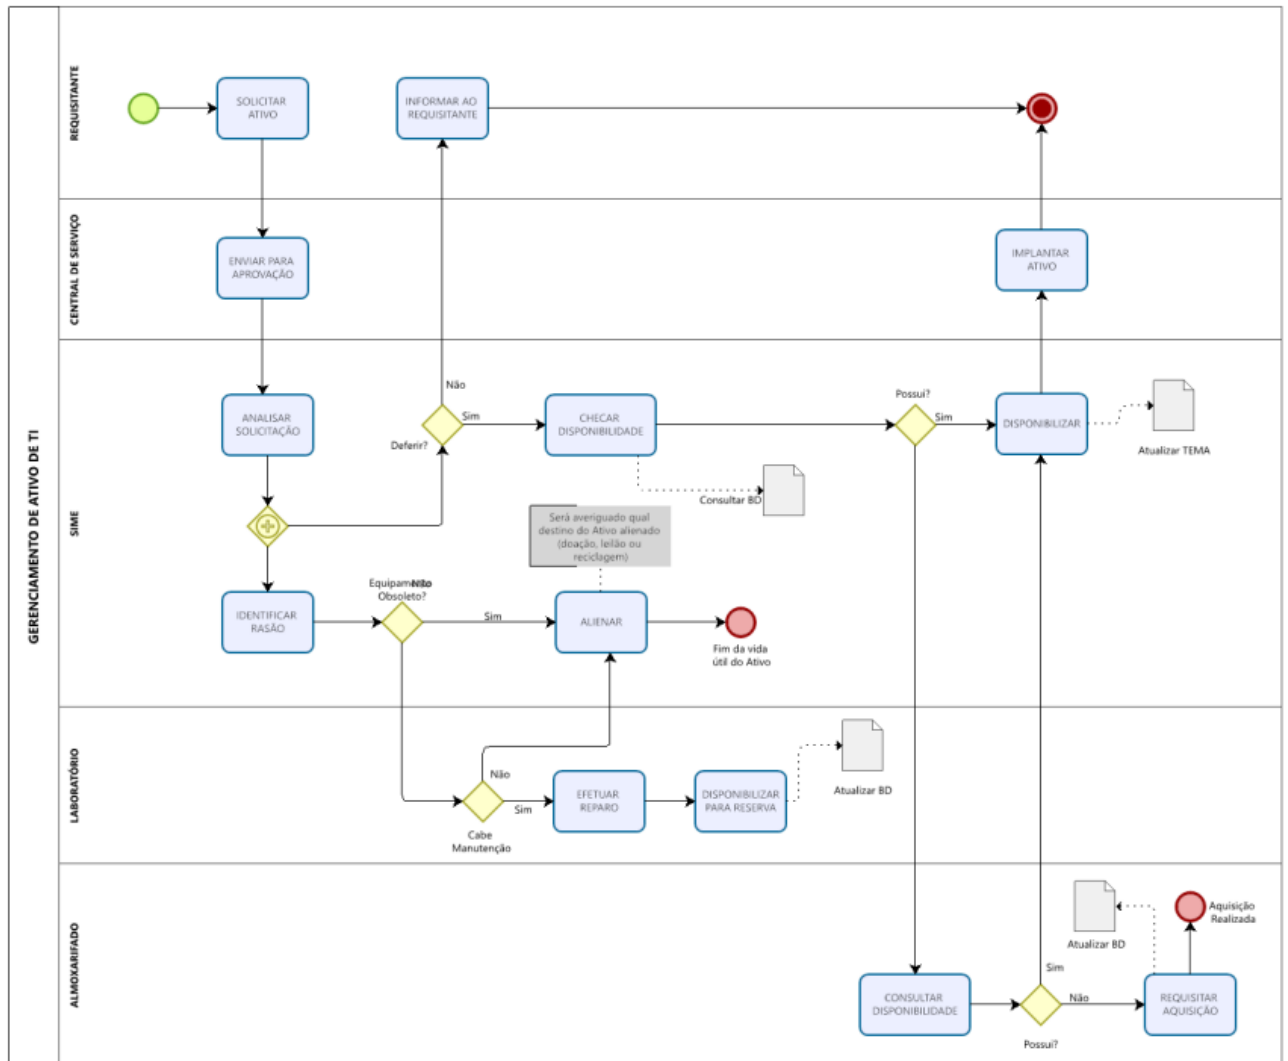 GERENCIAMENTO DE ATIVO DE TI
REQUISITANTE
SOLICITAR
ATIVO
INFORMAR AO
REQUISITANTE
CENTRAL DE SERVIÇO
ENVIAR PARA
APROVAÇÃO
IMPLANTAR
ATIVO
SIME
ANALISAR
SOLICITAÇÃO
Não
Sim
Deferir?
CHECAR
DISPONIBILIDADE
Consultar BD
Possui?
Sim
DISPONIBILIZAR
Atualizar TEMA
Será averiguado qual
destino do Ativo alienado
(doação, leilão ou
reciclagem)
IDENTIFICAR
RASÃO
Equipamento
Obsoleto?
Não
Sim
ALIENAR
Fim da vida
útil do Ativo
LABORATÓRIO
Não
Sim
Cabe
Manutenção
EFETUAR
REPARO
DISPONIBILIZAR
PARA RESERVA
Atualizar BD
ALMOXARIFADO
CONSULTAR
DISPONIBILIDADE
Sim
Não
Possui?
Atualizar BD
Aquisição
Realizada
REQUISITAR
AQUISIÇÃO